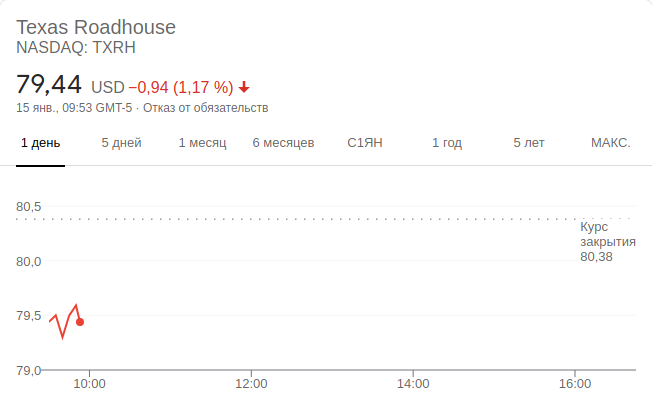 Texas Roadhouse
NASDAQ: TXRH
79,44 USD −0,94 (1,17 %)
15 янв., 09:53 GMT-5 · Отказ от обязательств
1 день 5 дней 1 месяц 6 месяцев С1ЯН 1 год 5 лет МАКС.
80,5
Курс
закрытия
80,38
80,0
79,5
79,0
10:00 12:00 14:00 16:00